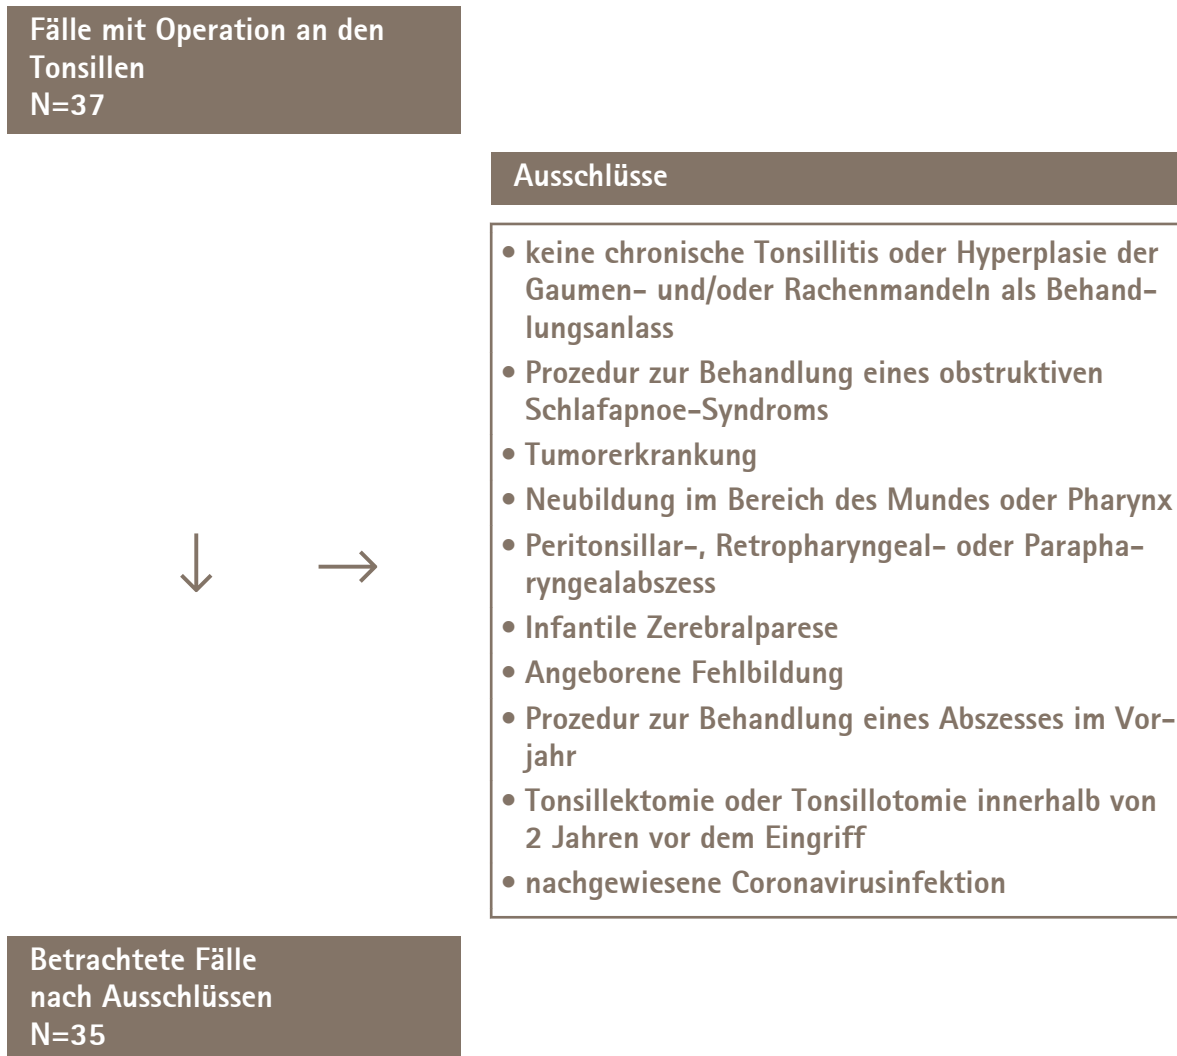 Fälle mit Operation an den
Tonsillen
N=37
Ausschlüsse
• keine chronische Tonsillitis oder Hyperplasie der
Gaumen- und/oder Rachenmandeln als Behand-
lungsanlass
• Prozedur zur Behandlung eines obstruktiven
Schlafapnoe-Syndroms
• Tumorerkrankung
• Neubildung im Bereich des Mundes oder Pharynx
• Peritonsillar-, Retropharyngeal- oder Parapha-
ryngealabszess
• Infantile Zerebralparese
• Angeborene Fehlbildung
• Prozedur zur Behandlung eines Abszesses im Vor-
jahr
• Tonsillektomie oder Tonsillotomie innerhalb von
2 Jahren vor dem Eingriff
• nachgewiesene Coronavirusinfektion
Betrachtete Fälle
nach Ausschlüssen
N=35